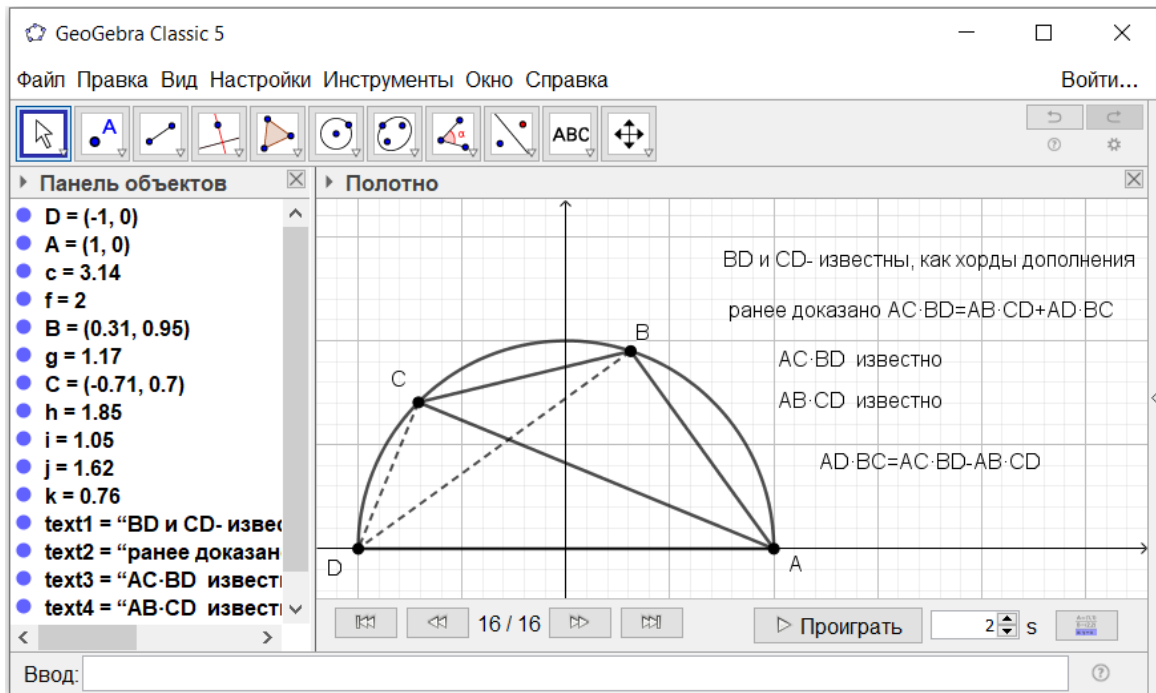 GeoGebra Classic 5
Файл Правка Вид Настройки Инструменты Окно Справка Войти...
A α ABC
Панель объектов
D = (-1, 0)
A = (1, 0)
c = 3.14
f = 2
B = (0.31, 0.95)
g = 1.17
C = (-0.71, 0.7)
h = 1.85
i = 1.05
j = 1.62
k = 0.76
text1 = “BD и CD- извес
text2 = “ранее доказан
text3 = “AC·BD известı
text4 = “AB·CD известı
Полотно
BD и CD- известны, как хорды дополнения
ранее доказано AC·BD=AB·CD+AD·BC
B
AC·BD известно
C
AB·CD известно
AD·BC=AC·BD-AB·CD
D
A
16 / 16 Проиграть 2 s
Ввод: